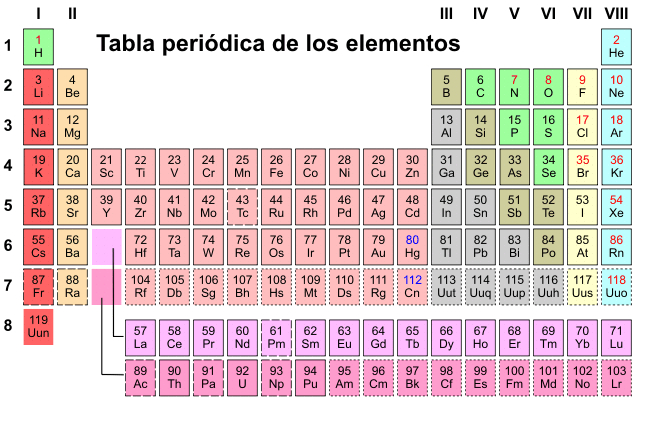 I II III IV V VI VII VIII
Tabla periódica de los elementos
1 1 2
H He
2 3 4 5 6 7 8 9 10
Li Be B C N O F Ne
3 11 12 13 14 15 16 17 18
Na Mg Al Si P S Cl Ar
4 19 20 21 22 23 24 25 26 27 28 29 30 31 32 33 34 35 36
K Ca Sc Ti V Cr Mn Fe Co Ni Cu Zn Ga Ge As Se Br Kr
5 37 38 39 40 41 42 43 44 45 46 47 48 49 50 51 52 53 54
Rb Sr Y Zr Nb Mo Tc Ru Rh Pd Ag Cd In Sn Sb Te I Xe
6 55 56 72 73 74 75 76 77 78 79 80 81 82 83 84 85 86
Cs Ba Hf Ta W Re Os Ir Pt Au Hg Tl Pb Bi Po At Rn
7 87 88 104 105 106 107 108 109 110 111 112 113 114 115 116 117 118
Fr Ra Rf Db Sg Bh Hs Mt Ds Rg Cn Uut Uuq Uup Uuh Uus Uuo
8 119
Uun
57 58 59 60 61 62 63 64 65 66 67 68 69 70 71
La Ce Pr Nd Pm Sm Eu Gd Tb Dy Ho Er Tm Yb Lu
89 90 91 92 93 94 95 96 97 98 99 100 101 102 103
Ac Th Pa U Np Pu Am Cm Bk Cf Es Fm Md No Lr